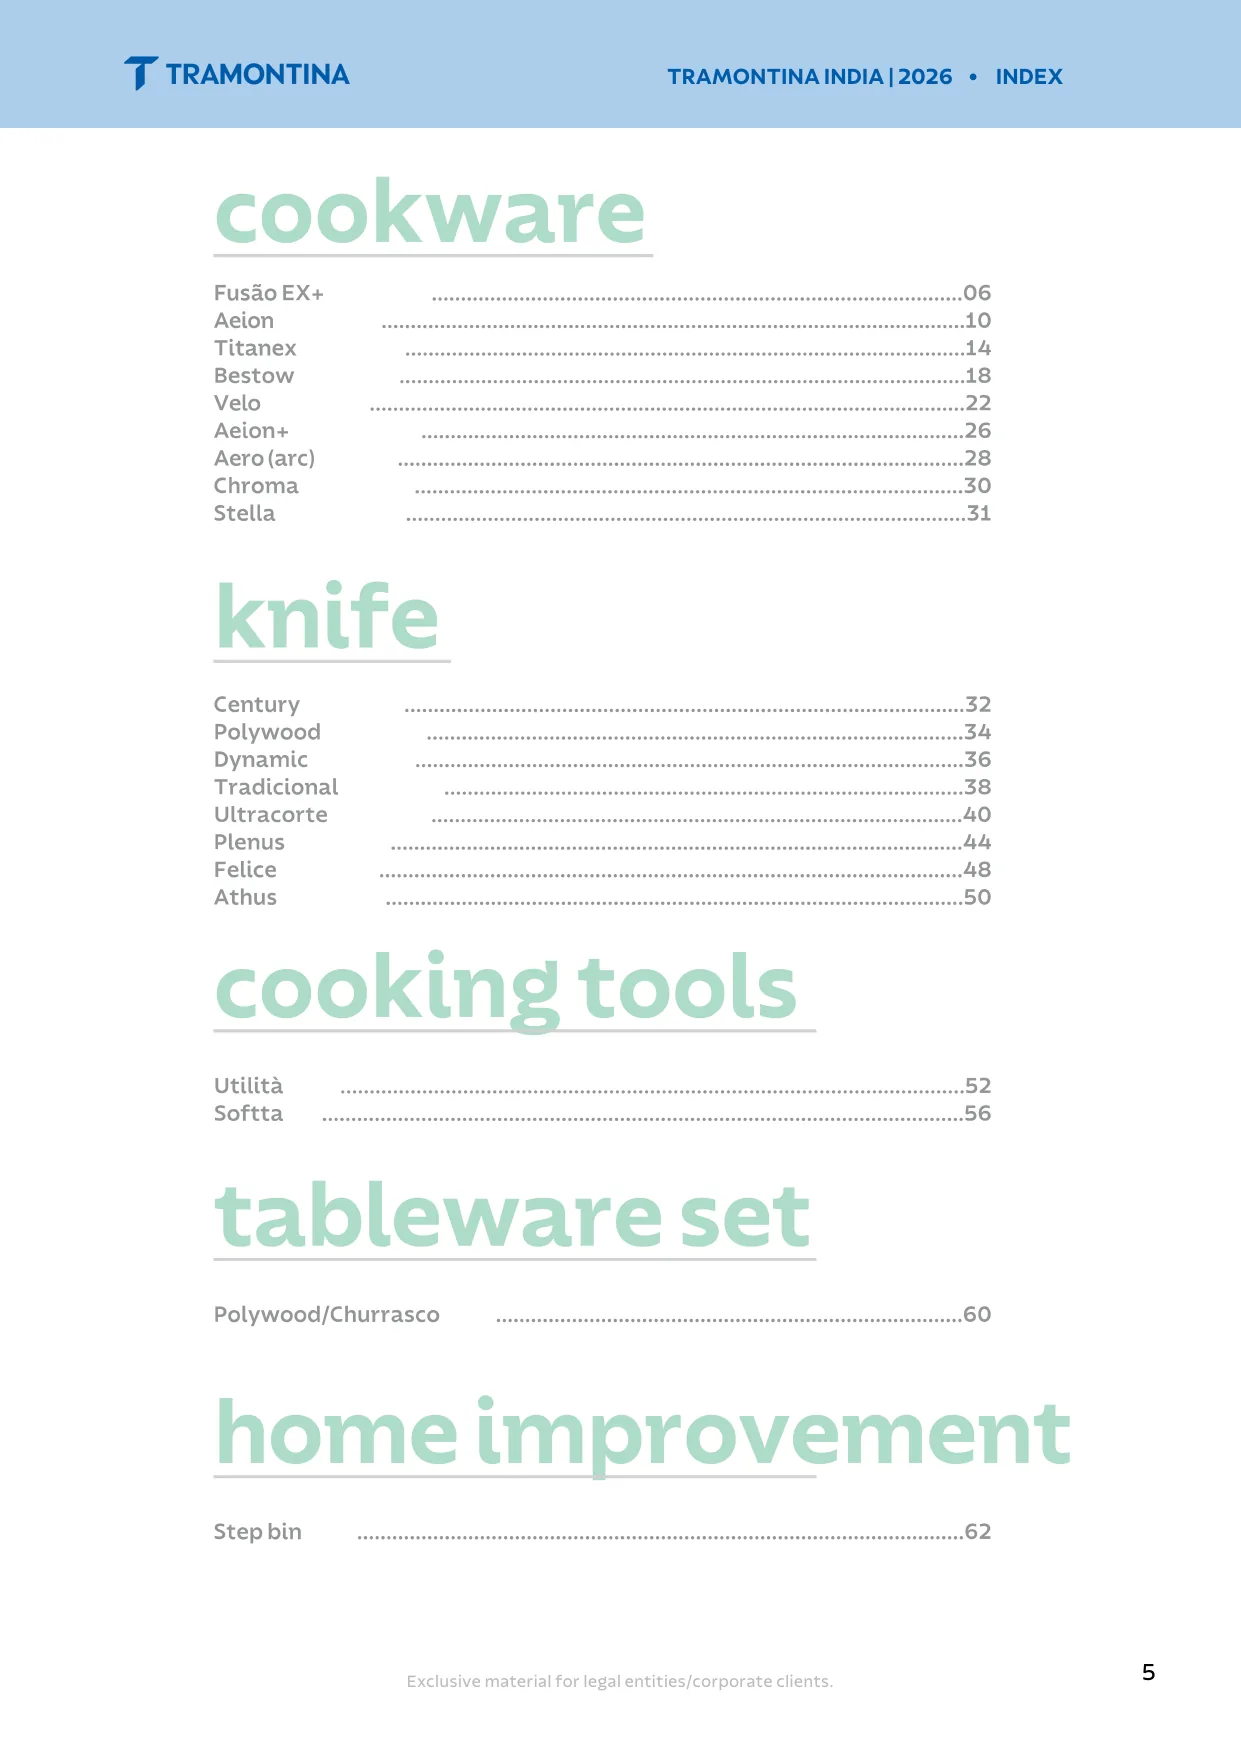 TRAMONTINA
TRAMONTINA INDIA | 2026 • INDEX
cookware
Fusão EX+ ........................................06
Aeion ........................................10
Titanex ........................................14
Bestow ........................................18
Velo ........................................22
Aeion+ ........................................26
Aero (arc) ........................................28
Chroma ........................................30
Stella ........................................31
knife
Century ........................................32
Polywood ........................................34
Dynamic ........................................36
Tradicional ........................................38
Ultracorte ........................................40
Plenus ........................................44
Felice ........................................48
Athus ........................................50
cooking tools
Utilità ........................................52
Softta ........................................56
tableware set
Polywood/Churrasco ........................................60
home improvement
Step bin ........................................62
Exclusive material for legal entities/corporate clients.
5